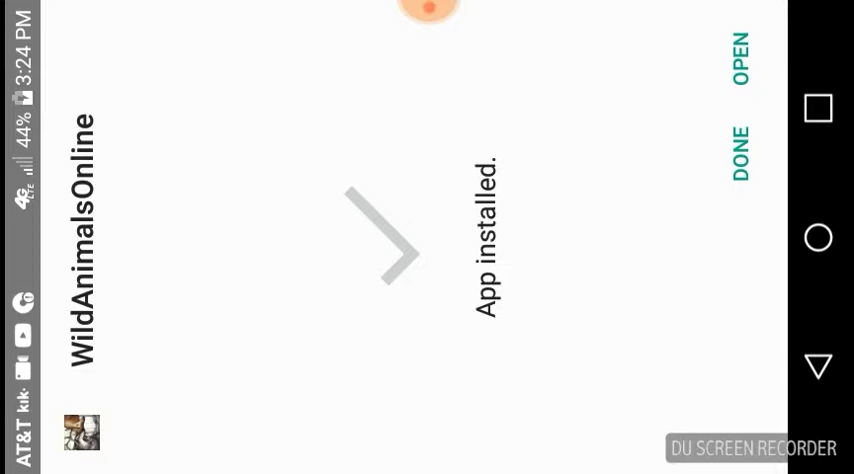 AT&T kik• 4G LTE 44% 3:24 PM
WildAnimalsOnline
App installed.
DONE OPEN
DU SCREEN RECORDER